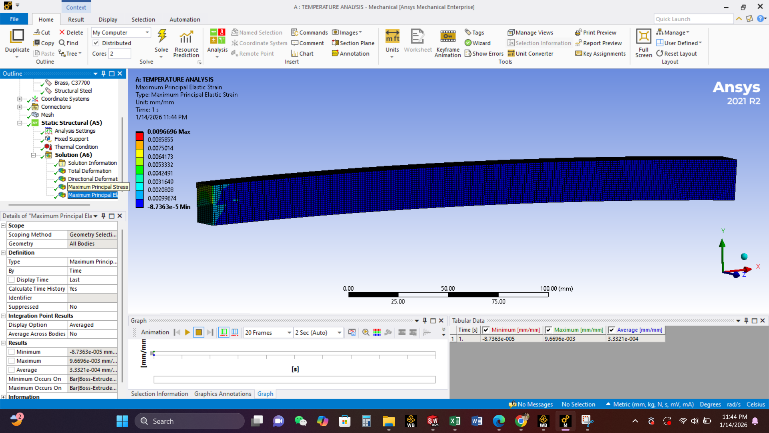 A : TEMPERATURE ANALYSIS - Mechanical [Ansys Mechanical Enterprise]
Context
File
Home
Result
Display
Selection
Automation
Quick Launch
Duplicate
Cut
Delete
My Computer
Copy
Find
Distributed
Paste
Tree
Cores
2
Solve
Resource
Prediction
Analysis
Named Selection
Coordinate System
Remote Point
Commands
Comment
Chart
Images
Section Plane
Annotation
Units
Worksheet
Keyframe
Animation
Tags
Wizard
Show Errors
Manage Views
Selection Information
Unit Converter
Print Preview
Report Preview
Key Assignments
Full
Screen
Manage
User Defined
Reset Layout
Outline
Solve
Insert
Tools
Layout
Outline
Brass, C37700
Structural Steel
Coordinate Systems
Connections
Mesh
Static Structural (A5)
Analysis Settings
Fixed Support
Thermal Condition
Solution (A6)
Solution Information
Total Deformation
Directional Deformat
Maximum Principal Stress
Maximum Principal El
Details of "Maximum Principal Ela
Scope
Scoping Method
Geometry Selecti...
Geometry
All Bodies
Definition
Type
Maximum Princip...
By
Time
Display Time
Last
Calculate Time History
Yes
Identifier
Suppressed
No
Integration Point Results
Display Option
Averaged
Average Across Bodies
No
Results
Minimum
-8.7363e-005 mm...
Maximum
9.6696e-003 mm/...
Average
3.3321e-004 mm/...
Minimum Occurs On
Bar|Boss-Extrude...
Maximum Occurs On
Bar|Boss-Extrude...
Information
A: TEMPERATURE ANALYSIS
Maximum Principal Elastic Strain
Type: Maximum Principal Elastic Strain
Unit: mm/mm
Time: 1 s
1/14/2026 11:44 PM
0.0096696 Max
0.0085855
0.0075014
0.0064173
0.0053332
0.0042491
0.0031649
0.0020809
0.00099674
-8.7363e-5 Min
Ansys
2021 R2
Y
X
Z
0.00
50.00
100.00 (mm)
25.00
75.00
Graph
Animation
20 Frames
2 Sec (Auto)
[mm/mm]
[s]
Selection Information
Graphics Annotations
Graph
Tabular Data
Time [s]
Minimum [mm/mm]
Maximum [mm/mm]
Average [mm/mm]
1
1.
-8.7363e-005
9.6696e-003
3.3321e-004
No Messages
No Selection
Metric (mm, kg, N, s, mV, mA)
Degrees
rad/s
Celsius
Search
11:44 PM
1/14/2026